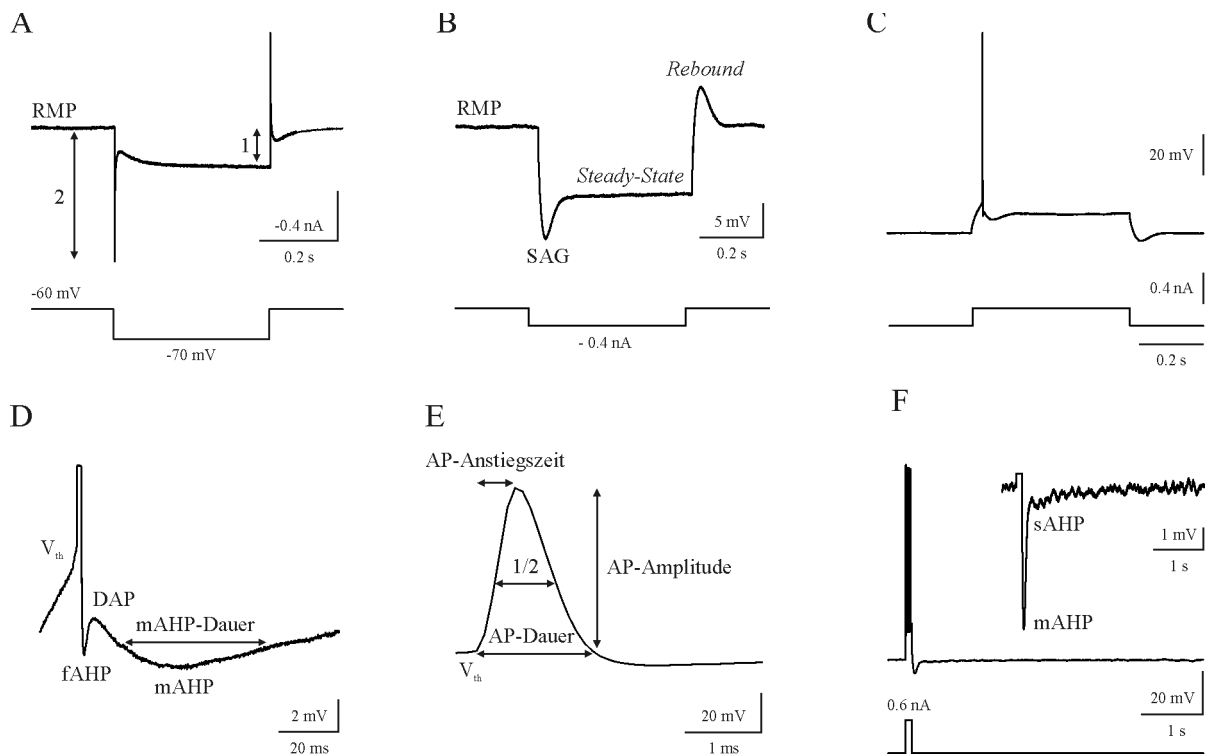 A
RMP
1
2
-0.4 nA
0.2 s
-60 mV
-70 mV
B
Rebound
RMP
Steady-State
SAG
5 mV
0.2 s
- 0.4 nA
C
20 mV
0.4 nA
0.2 s
D
Vth
DAP
mAHP-Dauer
fAHP
mAHP
2 mV
20 ms
E
AP-Anstiegszeit
1/2
AP-Amplitude
AP-Dauer
Vth
20 mV
1 ms
F
sAHP
1 mV
1 s
mAHP
0.6 nA
20 mV
1 s